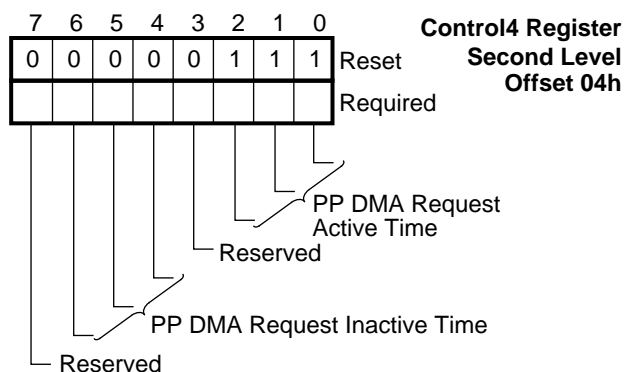 7 6 5 4 3 2 1 0
Control4 Register
Second Level
Offset 04h
0 0 0 0 0 1 1 1 Reset
Required
PP DMA Request
Active Time
Reserved
PP DMA Request Inactive Time
Reserved